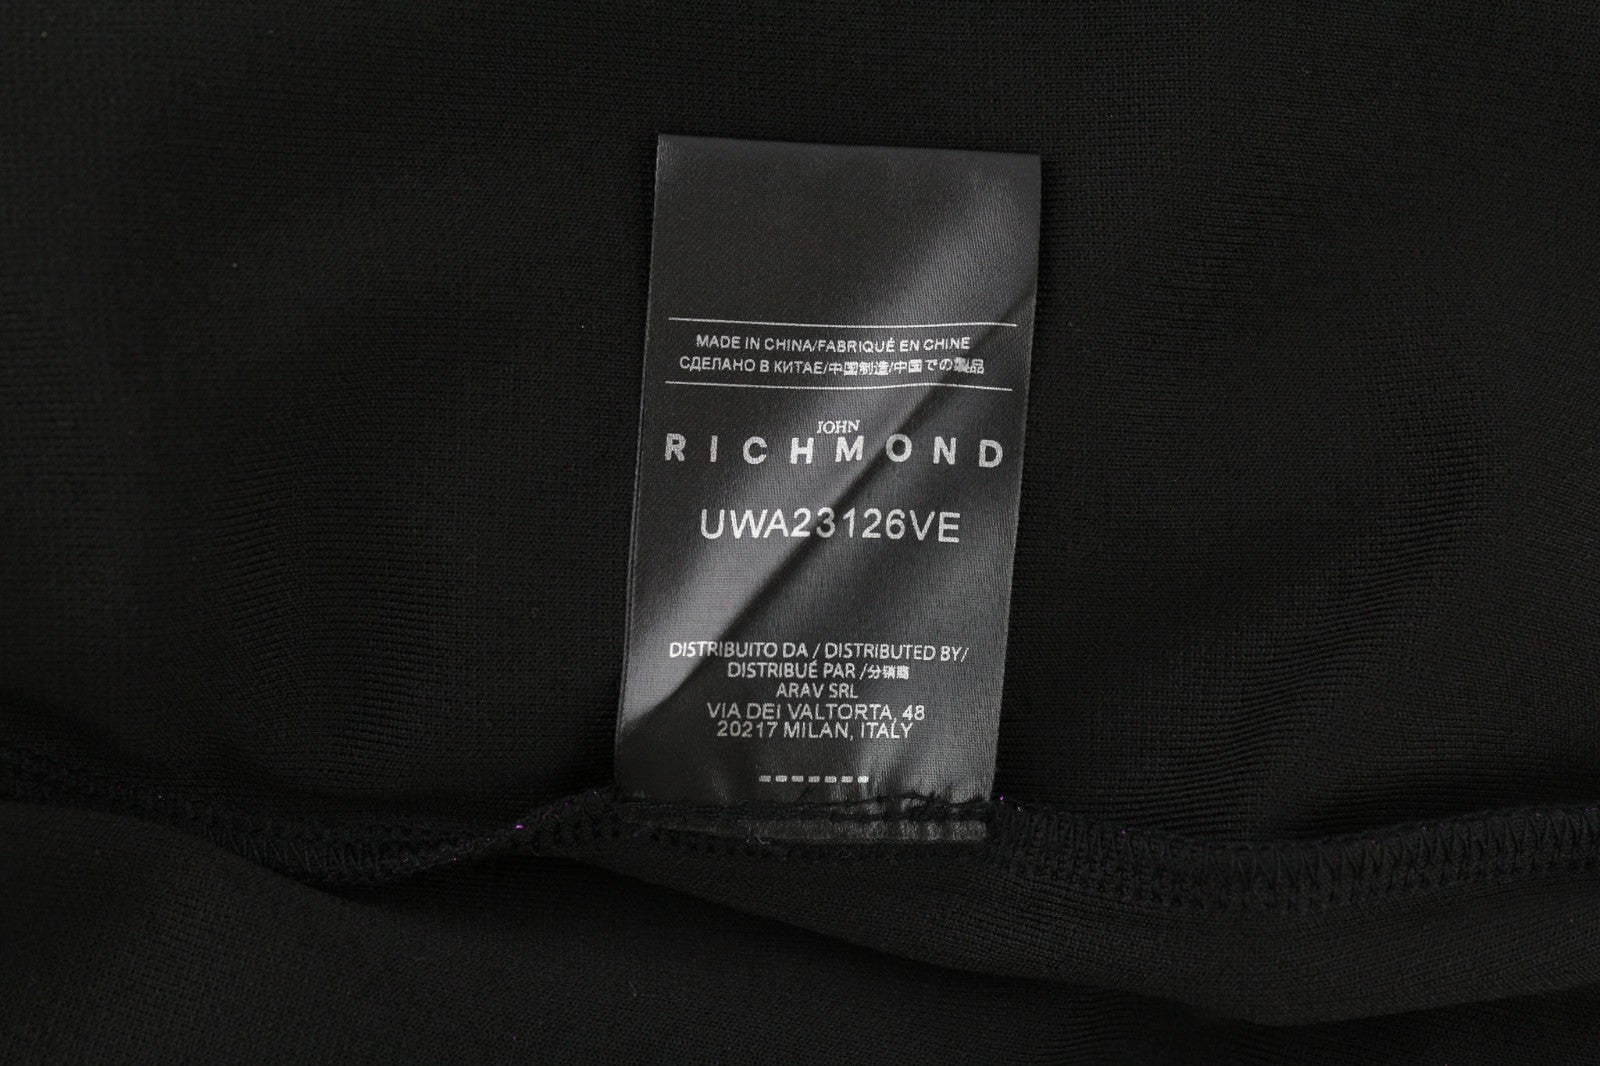 MADE IN CHINA/FABRIQUÉ EN CHINE
СДЕЛАНО В КИТАЕ/中国制造/中国での製品
JOHN
RICHMOND
UWA23126VE
DISTRIBUITO DA / DISTRIBUTED BY/
DISTRIBUÉ PAR /分销商
ARAV SRL
VIA DEI VALTORTA, 48
20217 MILAN, ITALY